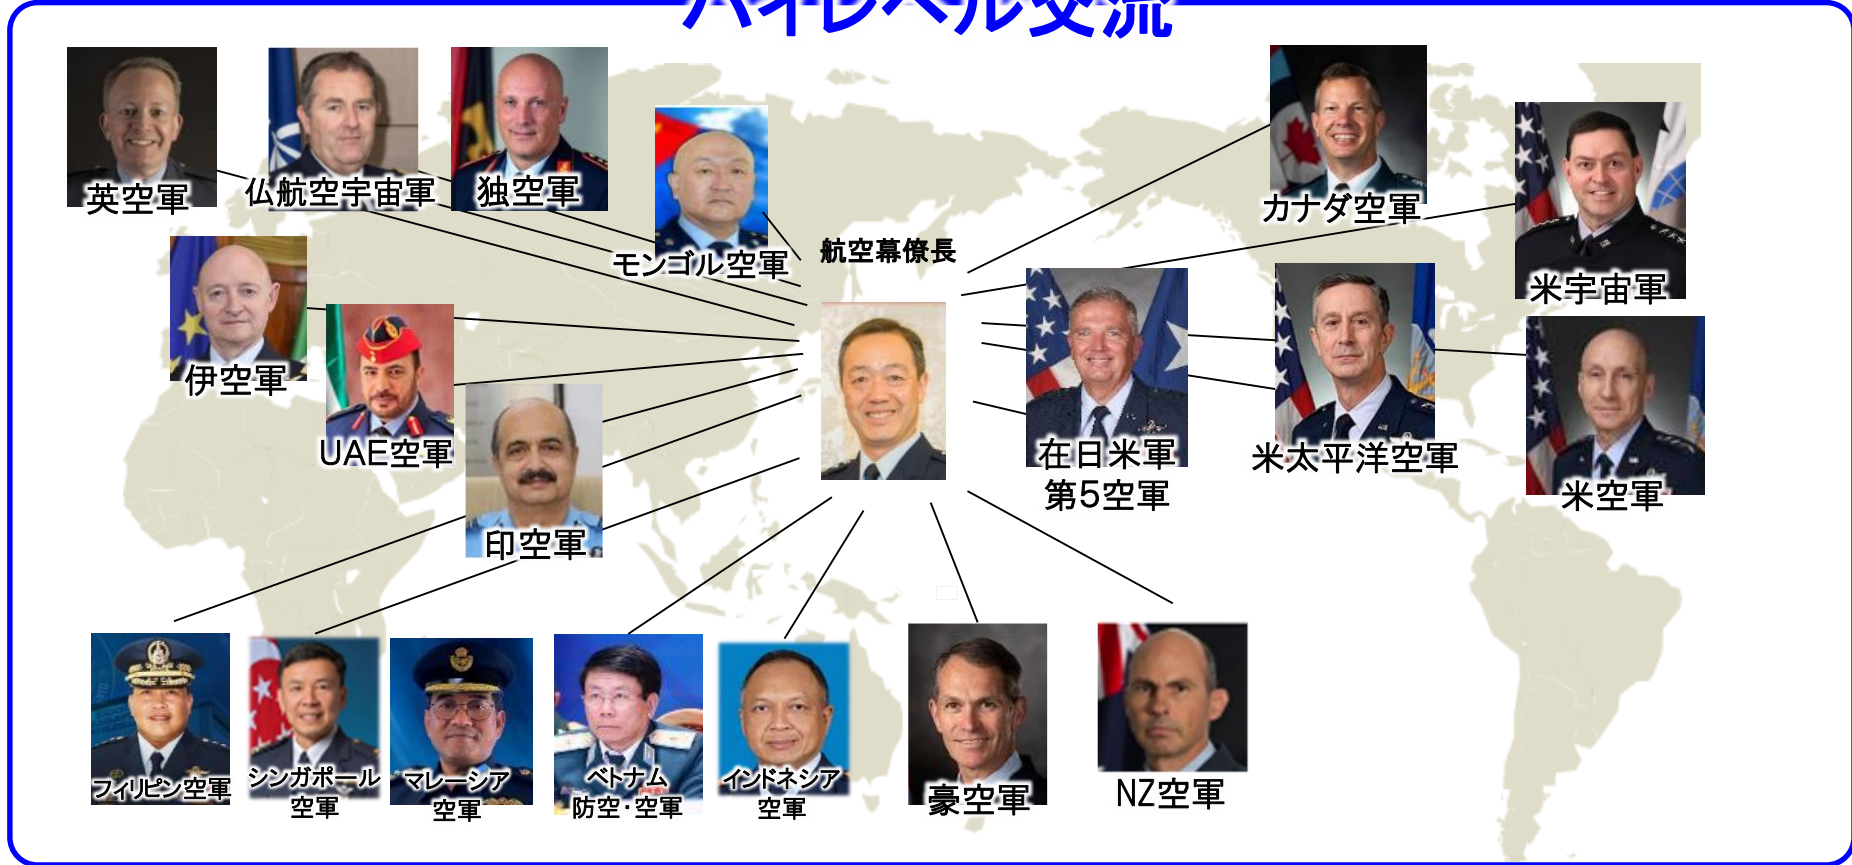 ハイレベル交流
英空軍
仏航空宇宙軍
独空軍
モンゴル空軍
航空幕僚長
カナダ空軍
米宇宙軍
伊空軍
UAE空軍
印空軍
在日米軍
第5空軍
米太平洋空軍
米空軍
フィリピン空軍
シンガポール
空軍
マレーシア
空軍
ベトナム
防空・空軍
インドネシア
空軍
豪空軍
NZ空軍